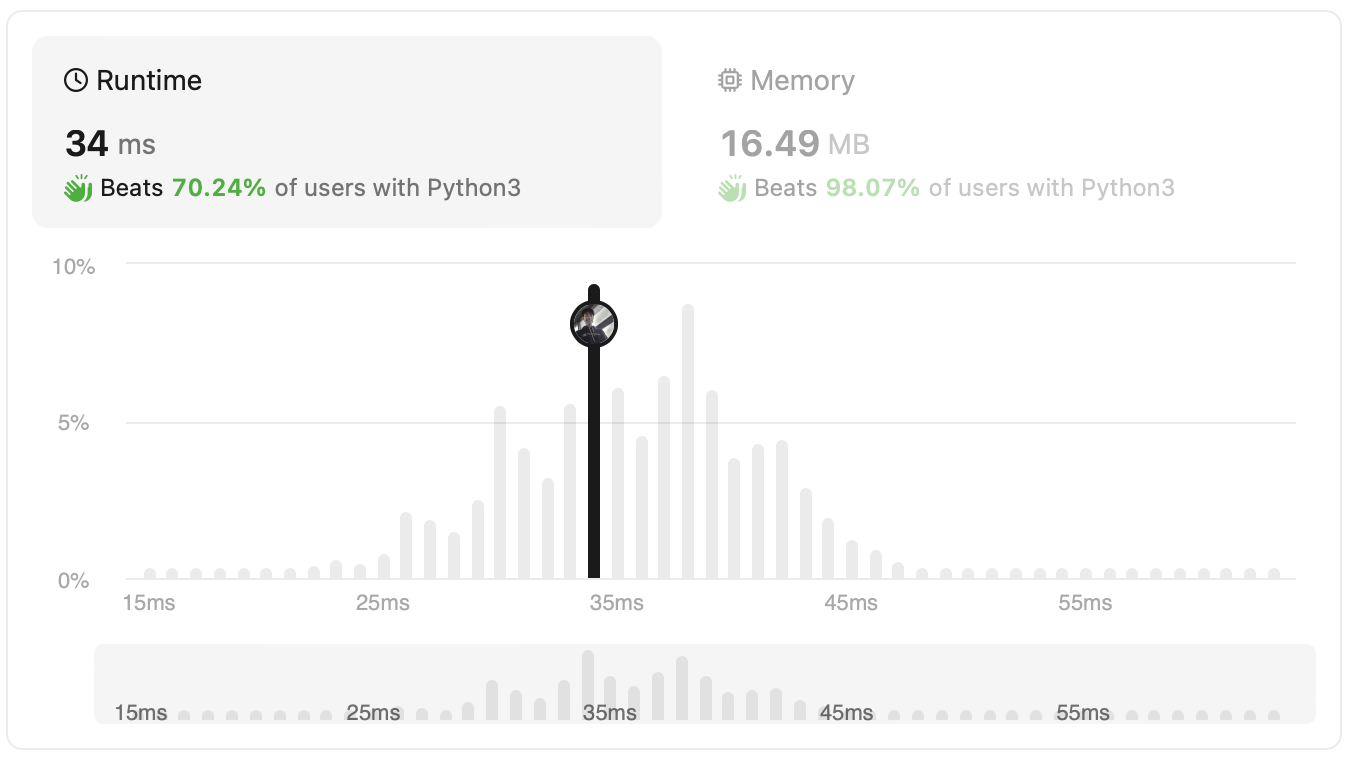 Runtime
34 ms
Beats 70.24% of users with Python3
Memory
16.49 MB
Beats 98.07% of users with Python3
10%
5%
0%
15ms 25ms 35ms 45ms 55ms
15ms 25ms 35ms 45ms 55ms